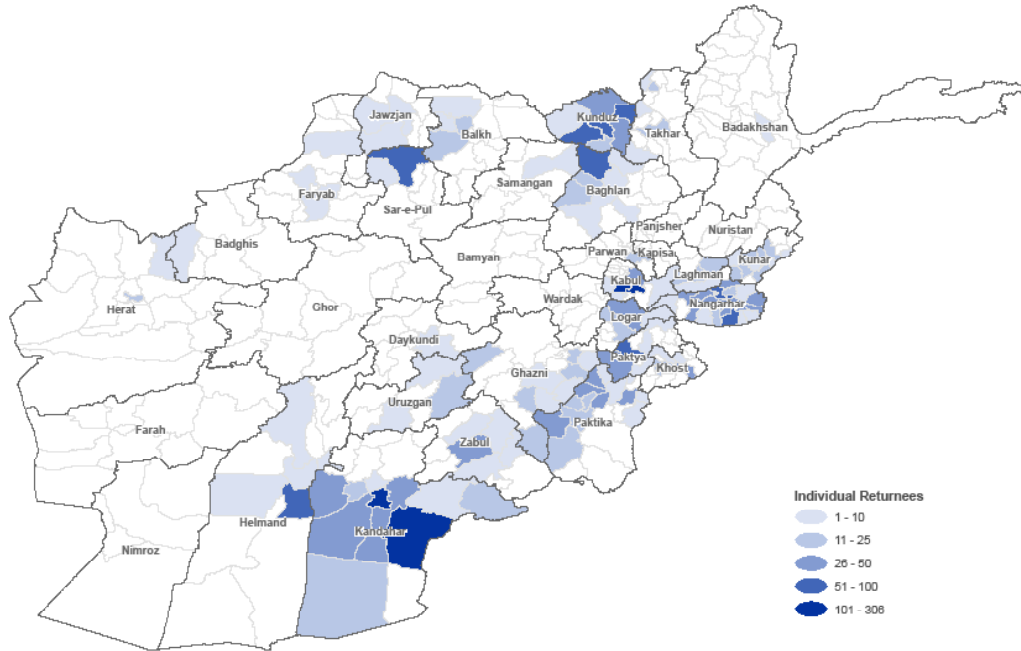 Jawzjan
Balkh
Kunduz
Takhar
Badakhshan
Faryab
Sar-e-Pul
Samangan
Baghlan
Badghis
Bamyan
Panjsher
Parwan
Kapisa
Nuristan
Kunar
Laghman
Herat
Ghor
Wardak
Kabul
Nangarhar
Logar
Daykundi
Ghazni
Paktya
Khost
Uruzgan
Farah
Zabul
Paktika
Helmand
Kandahar
Nimroz
Individual Returnees
1 - 10
11 - 25
26 - 50
51 - 100
101 - 306